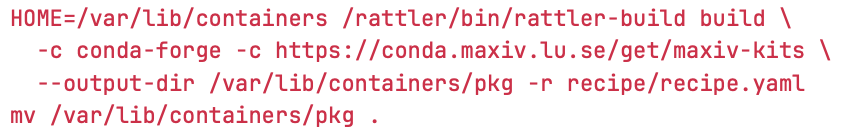 HOME=/var/lib/containers /rattler/bin/rattler-build build \
  -c conda-forge -c https://conda.maxiv.lu.se/get/maxiv-kits \
  --output-dir /var/lib/containers/pkg -r recipe/recipe.yaml
mv /var/lib/containers/pkg .